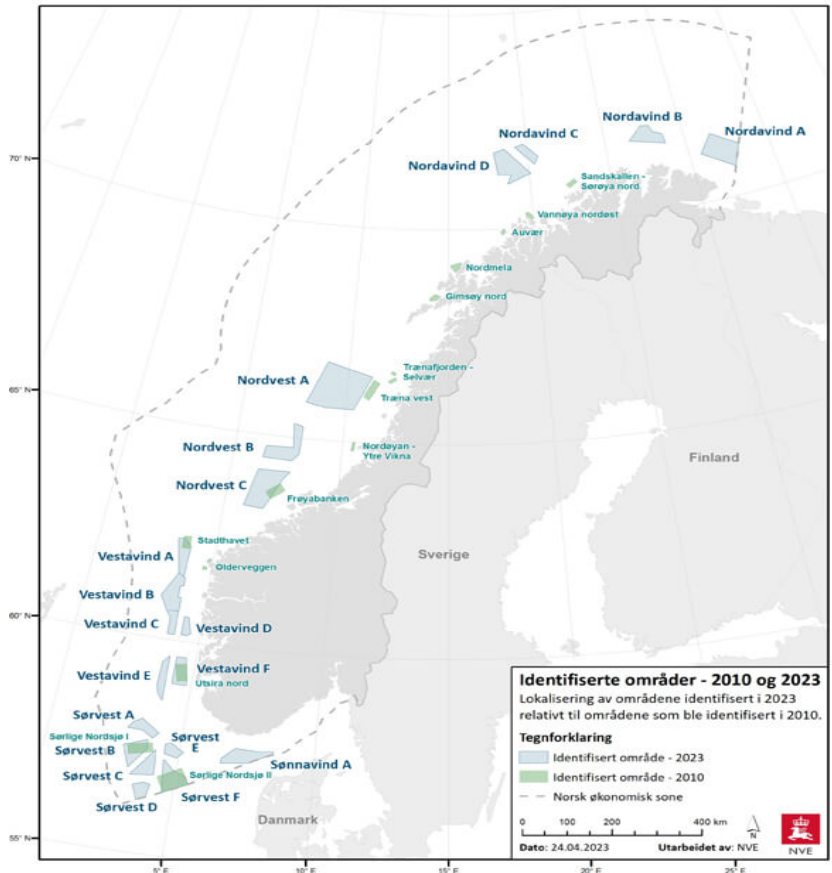 Nordavind B
Nordavind C
Nordavind A
70° N
Nordavind D
Sandskallen -
Sørøya nord
Vannøya nordøst
Auvær
Nordmela
Gimsøy nord
Trænafjorden -
Selvær
Nordvest A
65° N
Træna vest
Nordvest B
Nordøyan -
Ytre Vikna
Finland
Nordvest C
Frøyabanken
Stadthavet
Vestavind A
Sverige
Olderveggen
Vestavind B
60° N
Vestavind C
Vestavind D
Vestavind E
Vestavind F
Utsira nord
Sørvest A
Sørlige Nordsjø I
Sørvest
E
Sørvest B
Sønnavind A
Sørvest C
Sørlige Nordsjø II
Sørvest D
Sørvest F
Danmark
55° N
5° E
10° E
15° E
20° E
25° E
Identifiserte områder - 2010 og 2023
Lokalisering av områdene identifisert i 2023
relativt til områdene som ble identifisert i 2010.
Tegnforklaring
Identifisert område - 2023
Identifisert område - 2010
Norsk økonomisk sone
0 100 200 400 km
N
Dato: 24.04.2023 Utarbeidet av: NVE
NVE